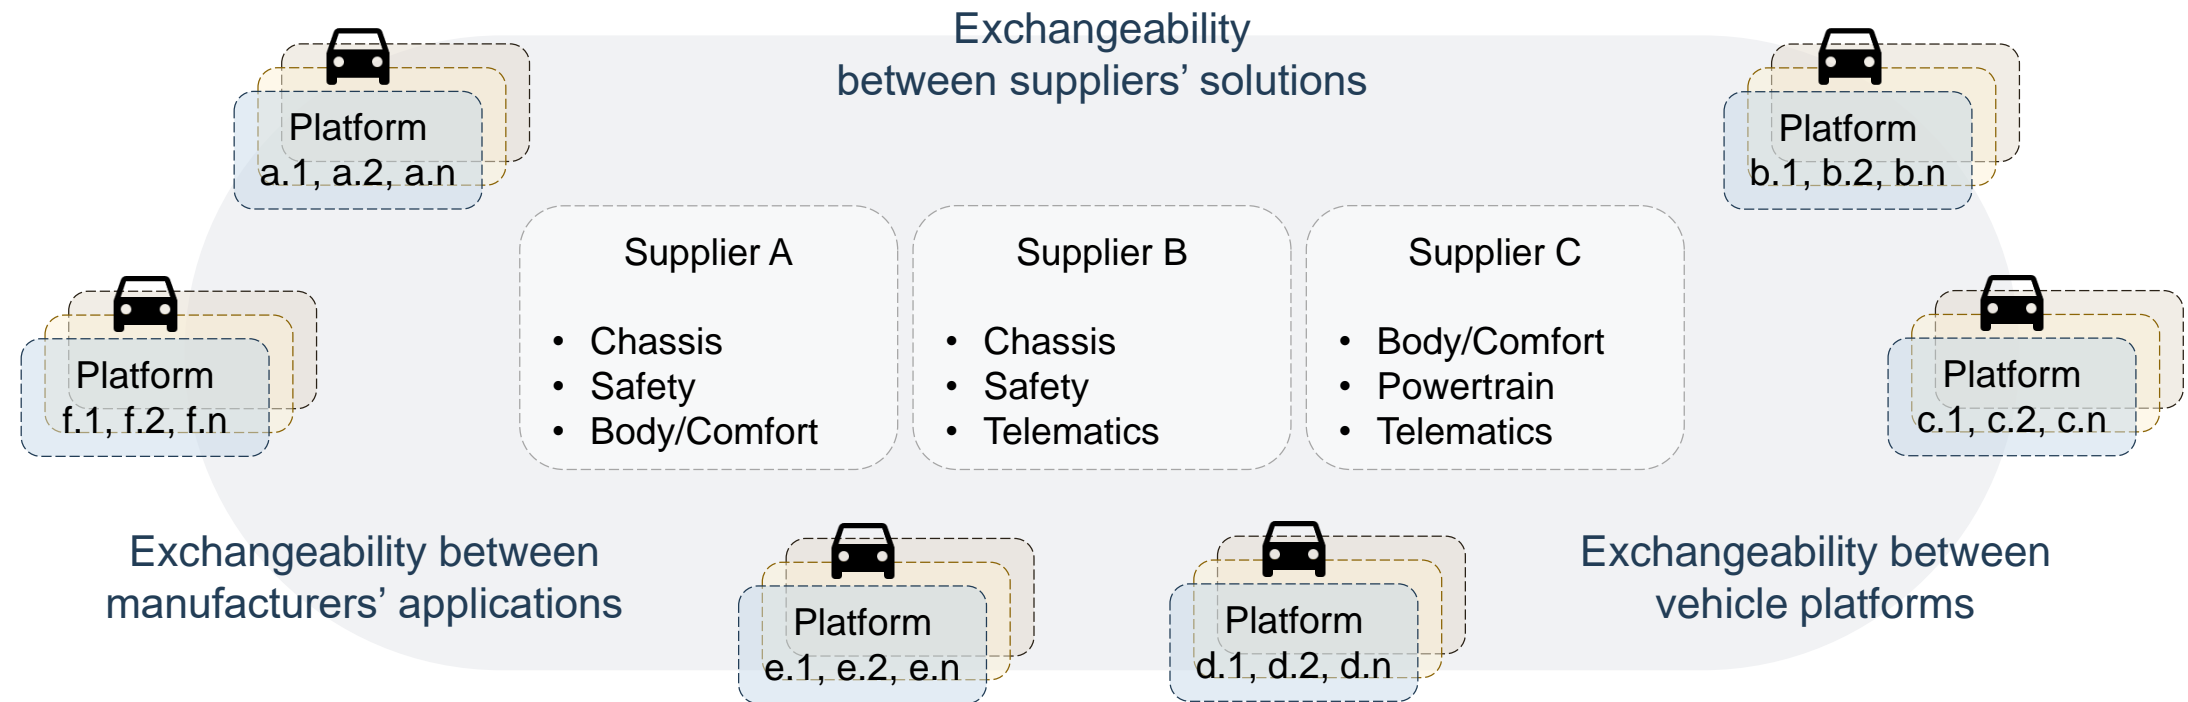 Exchangeability
between suppliers’ solutions
Platform
a.1, a.2, a.n
Platform
b.1, b.2, b.n
Supplier A
• Chassis
• Safety
• Body/Comfort
Supplier B
• Chassis
• Safety
• Telematics
Supplier C
• Body/Comfort
• Powertrain
• Telematics
Platform
f.1, f.2, f.n
Platform
c.1, c.2, c.n
Exchangeability between
manufacturers’ applications
Platform
e.1, e.2, e.n
Platform
d.1, d.2, d.n
Exchangeability between
vehicle platforms